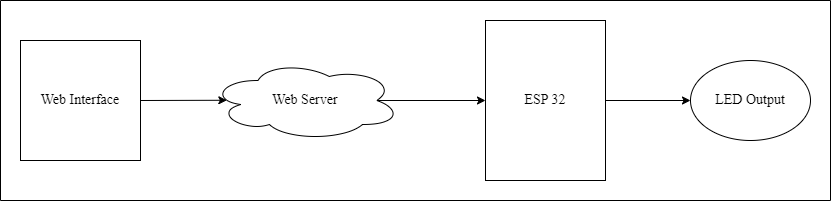 Web Interface
Web Server
ESP 32
LED Output